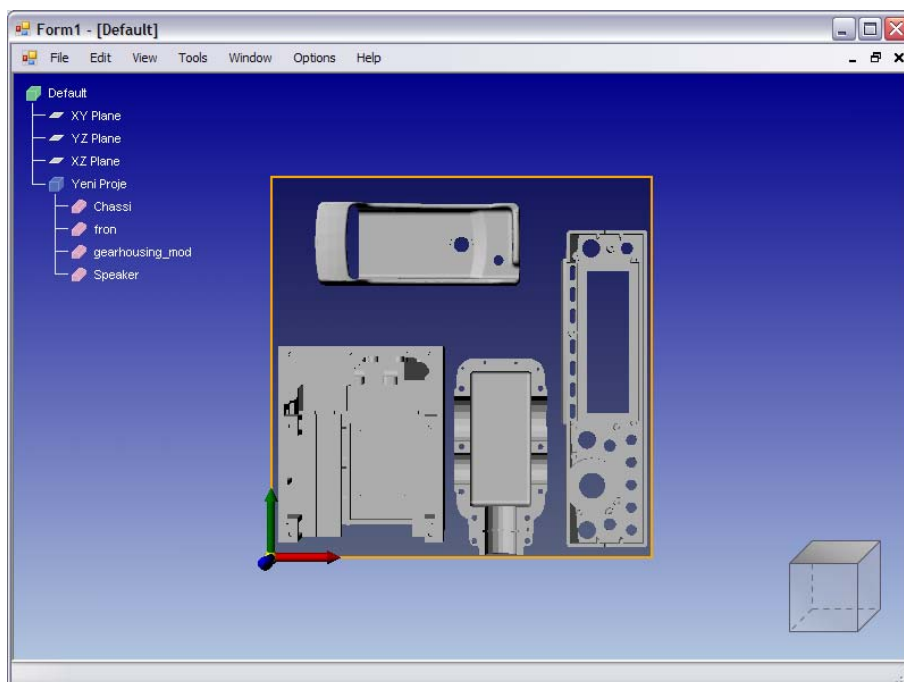 Form1 - [Default]
File Edit View Tools Window Options Help
Default
XY Plane
YZ Plane
XZ Plane
Yeni Proje
Chassi
fron
gearhousing_mod
Speaker